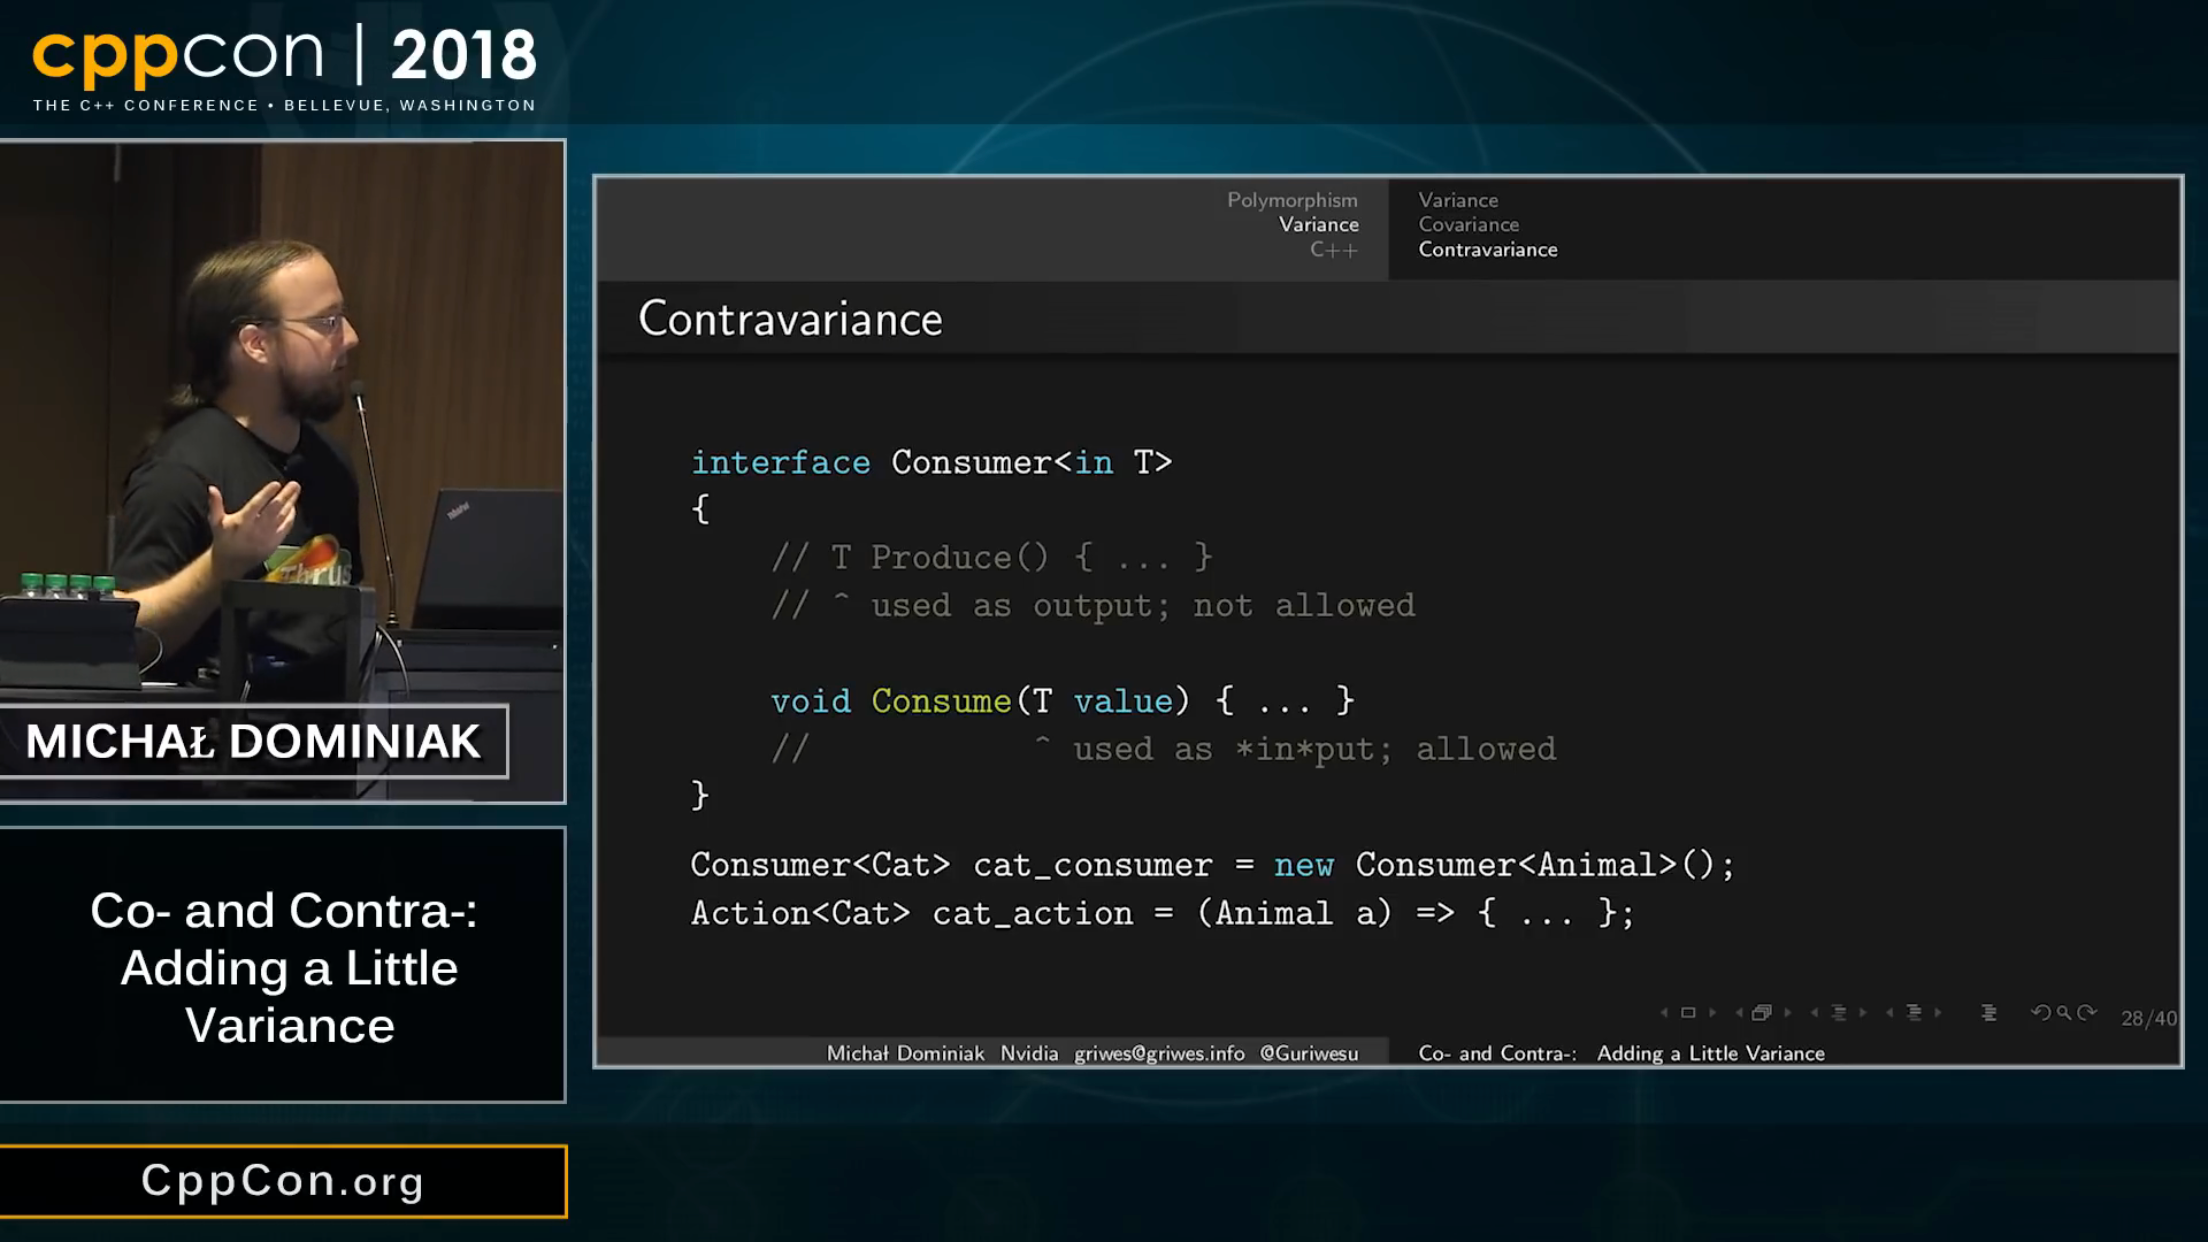 cppcon | 2018
THE C++ CONFERENCE • BELLEVUE, WASHINGTON
MICHAŁ DOMINIAK
Co- and Contra-:
Adding a Little
Variance
CppCon.org
Polymorphism
Variance
C++
Variance
Covariance
Contravariance
Contravariance
interface Consumer<in T>
{
// T Produce() { ... }
// ^ used as output; not allowed
void Consume(T value) { ... }
// ^ used as *in*put; allowed
}
Consumer<Cat> cat_consumer = new Consumer<Animal>();
Action<Cat> cat_action = (Animal a) => { ... };
28/40
Michał Dominiak Nvidia griwes@griwes.info @Guriwesu
Co- and Contra-: Adding a Little Variance